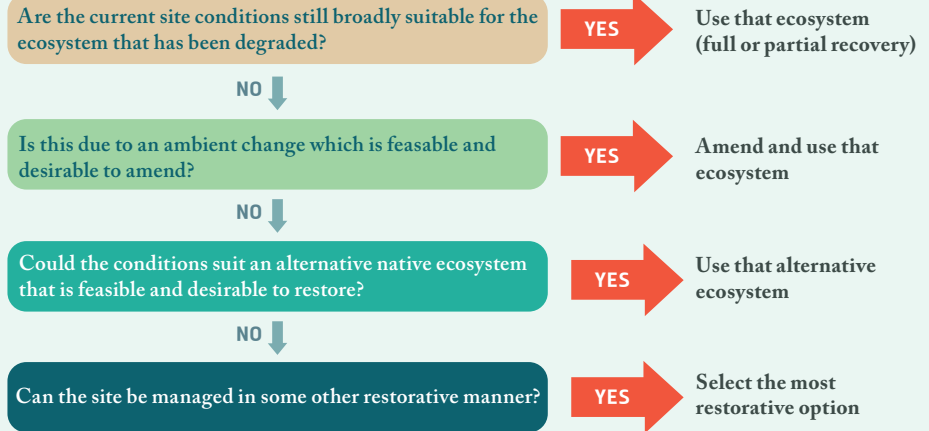 Are the current site conditions still broadly suitable for the
ecosystem that has been degraded?
YES
Use that ecosystem
(full or partial recovery)
NO
Is this due to an ambient change which is feasable and
desirable to amend?
YES
Amend and use that
ecosystem
NO
Could the conditions suit an alternative native ecosystem
that is feasible and desirable to restore?
YES
Use that alternative
ecosystem
NO
Can the site be managed in some other restorative manner?
YES
Select the most
restorative option